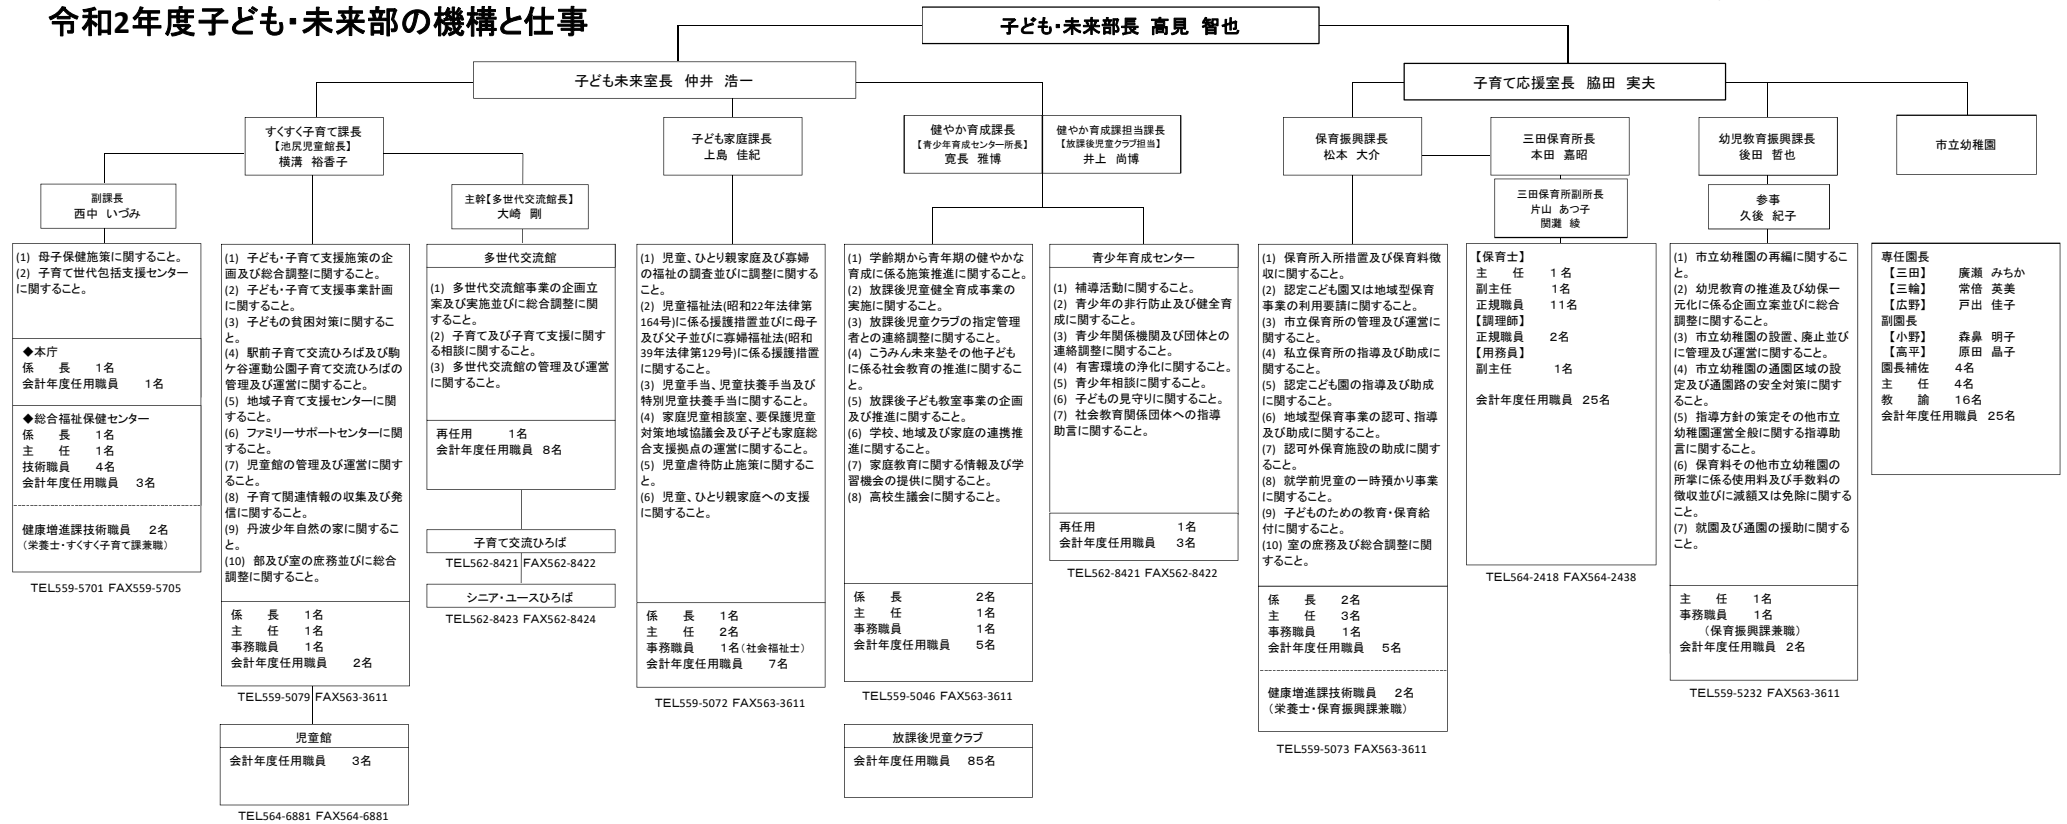 令和2年度子ども・未来部の機構と仕事
子ども・未来部長 高見 智也
子ども未来室長 仲井 浩一
子育て応援室長 脇田 実夫
すくすく子育て課長
【池尻児童館長】
横溝 裕香子
子ども家庭課長
上島 佳紀
健やか育成課長
【青少年育成センター所長】
寛長 雅博
健やか育成課担当課長
【放課後児童クラブ担当】
井上 尚博
保育振興課長
松本 大介
三田保育所長
本田 嘉昭
幼児教育振興課長
後田 哲也
市立幼稚園
副課長
西中 いづみ
主幹【多世代交流館長】
大崎 剛
三田保育所副所長
片山 あつ子
関灘 綾
参事
久後 紀子
(1) 母子保健施策に関すること。
(2) 子育て世代包括支援センター
に関すること。
◆本庁
係 長 1名
会計年度任用職員 1名
◆総合福祉保健センター
係 長 1名
主 任 1名
技術職員 4名
会計年度任用職員 3名
健康増進課技術職員 2名
(栄養士・すくすく子育て課兼職)
TEL559-5701 FAX559-5705
(1) 子ども・子育て支援施策の企
画及び総合調整に関すること。
(2) 子ども・子育て支援事業計画
に関すること。
(3) 子どもの貧困対策に関するこ
と。
(4) 駅前子育て交流ひろば及び駒
ケ谷運動公園子育て交流ひろばの
管理及び運営に関すること。
(5) 地域子育て支援センターに関
すること。
(6) ファミリーサポートセンターに関
すること。
(7) 児童館の管理及び運営に関す
ること。
(8) 子育て関連情報の収集及び発
信に関すること。
(9) 丹波少年自然の家に関するこ
と。
(10) 部及び室の庶務並びに総合
調整に関すること。
係 長 1名
主 任 1名
事務職員 1名
会計年度任用職員 2名
TEL559-5079 FAX563-3611
児童館
会計年度任用職員 3名
TEL564-6881 FAX564-6881
多世代交流館
(1) 多世代交流館事業の企画立
案及び実施並びに総合調整に関
すること。
(2) 子育て及び子育て支援に関す
る相談に関すること。
(3) 多世代交流館の管理及び運営
に関すること。
再任用 1名
会計年度任用職員 8名
子育て交流ひろば
TEL562-8421 FAX562-8422
シニア・ユースひろば
TEL562-8423 FAX562-8424
(1) 児童、ひとり親家庭及び寡婦
の福祉の調査並びに調整に関する
こと。
(2) 児童福祉法(昭和22年法律第
164号)に係る援護措置並びに母子
及び父子並びに寡婦福祉法(昭和
39年法律第129号)に係る援護措置
に関すること。
(3) 児童手当、児童扶養手当及び
特別児童扶養手当に関すること。
(4) 家庭児童相談室、要保護児童
対策地域協議会及び子ども家庭総
合支援拠点の運営に関すること。
(5) 児童虐待防止施策に関するこ
と。
(6) 児童、ひとり親家庭への支援
に関すること。
係 長 1名
主 任 2名
事務職員 1名(社会福祉士)
会計年度任用職員 7名
TEL559-5072 FAX563-3611
(1) 学齢期から青年期の健やかな
育成に係る施策推進に関すること。
(2) 放課後児童健全育成事業の
実施に関すること。
(3) 放課後児童クラブの指定管理
者との連絡調整に関すること。
(4) こうみん未来塾その他子ども
に係る社会教育の推進に関するこ
と。
(5) 放課後子ども教室事業の企画
及び推進に関すること。
(6) 学校、地域及び家庭の連携推
進に関すること。
(7) 家庭教育に関する情報及び学
習機会の提供に関すること。
(8) 高校生議会に関すること。
係 長 2名
主 任 1名
事務職員 1名
会計年度任用職員 5名
TEL559-5046 FAX563-3611
放課後児童クラブ
会計年度任用職員 85名
青少年育成センター
(1) 補導活動に関すること。
(2) 青少年の非行防止及び健全育
成に関すること。
(3) 青少年関係機関及び団体との
連絡調整に関すること。
(4) 有害環境の浄化に関すること。
(5) 青少年相談に関すること。
(6) 子どもの見守りに関すること。
(7) 社会教育関係団体への指導
助言に関すること。
再任用 1名
会計年度任用職員 3名
TEL562-8421 FAX562-8422
(1) 保育所入所措置及び保育料徴
収に関すること。
(2) 認定こども園又は地域型保育
事業の利用要請に関すること。
(3) 市立保育所の管理及び運営に
関すること。
(4) 私立保育所の指導及び助成に
関すること。
(5) 認定こども園の指導及び助成
に関すること。
(6) 地域型保育事業の認可、指導
及び助成に関すること。
(7) 認可外保育施設の助成に関す
ること。
(8) 就学前児童の一時預かり事業
に関すること。
(9) 子どものための教育・保育給
付に関すること。
(10) 室の庶務及び総合調整に関
すること。
係 長 2名
主 任 3名
事務職員 1名
会計年度任用職員 5名
健康増進課技術職員 2名
(栄養士・保育振興課兼職)
TEL559-5073 FAX563-3611
【保育士】
主 任 1名
副主任 1名
正規職員 11名
【調理師】
正規職員 2名
【用務員】
副主任 1名
会計年度任用職員 25名
TEL564-2418 FAX564-2438
(1) 市立幼稚園の再編に関するこ
と。
(2) 幼児教育の推進及び幼保一
元化に係る企画立案並びに総合
調整に関すること。
(3) 市立幼稚園の設置、廃止並び
に管理及び運営に関すること。
(4) 市立幼稚園の通園区域の設
定及び通園路の安全対策に関す
ること。
(5) 指導方針の策定その他市立
幼稚園運営全般に関する指導助
言に関すること。
(6) 保育料その他市立幼稚園の
所掌に係る使用料及び手数料の
徴収並びに減額又は免除に関する
こと。
(7) 就園及び通園の援助に関する
こと。
主 任 1名
事務職員 1名
(保育振興課兼職)
会計年度任用職員 2名
TEL559-5232 FAX563-3611
専任園長
【三田】 廣瀬 みちか
【三輪】 常倍 英美
【広野】 戸出 佳子
副園長
【小野】 森鼻 明子
【高平】 原田 晶子
園長補佐 4名
主 任 4名
教 諭 16名
会計年度任用職員 25名